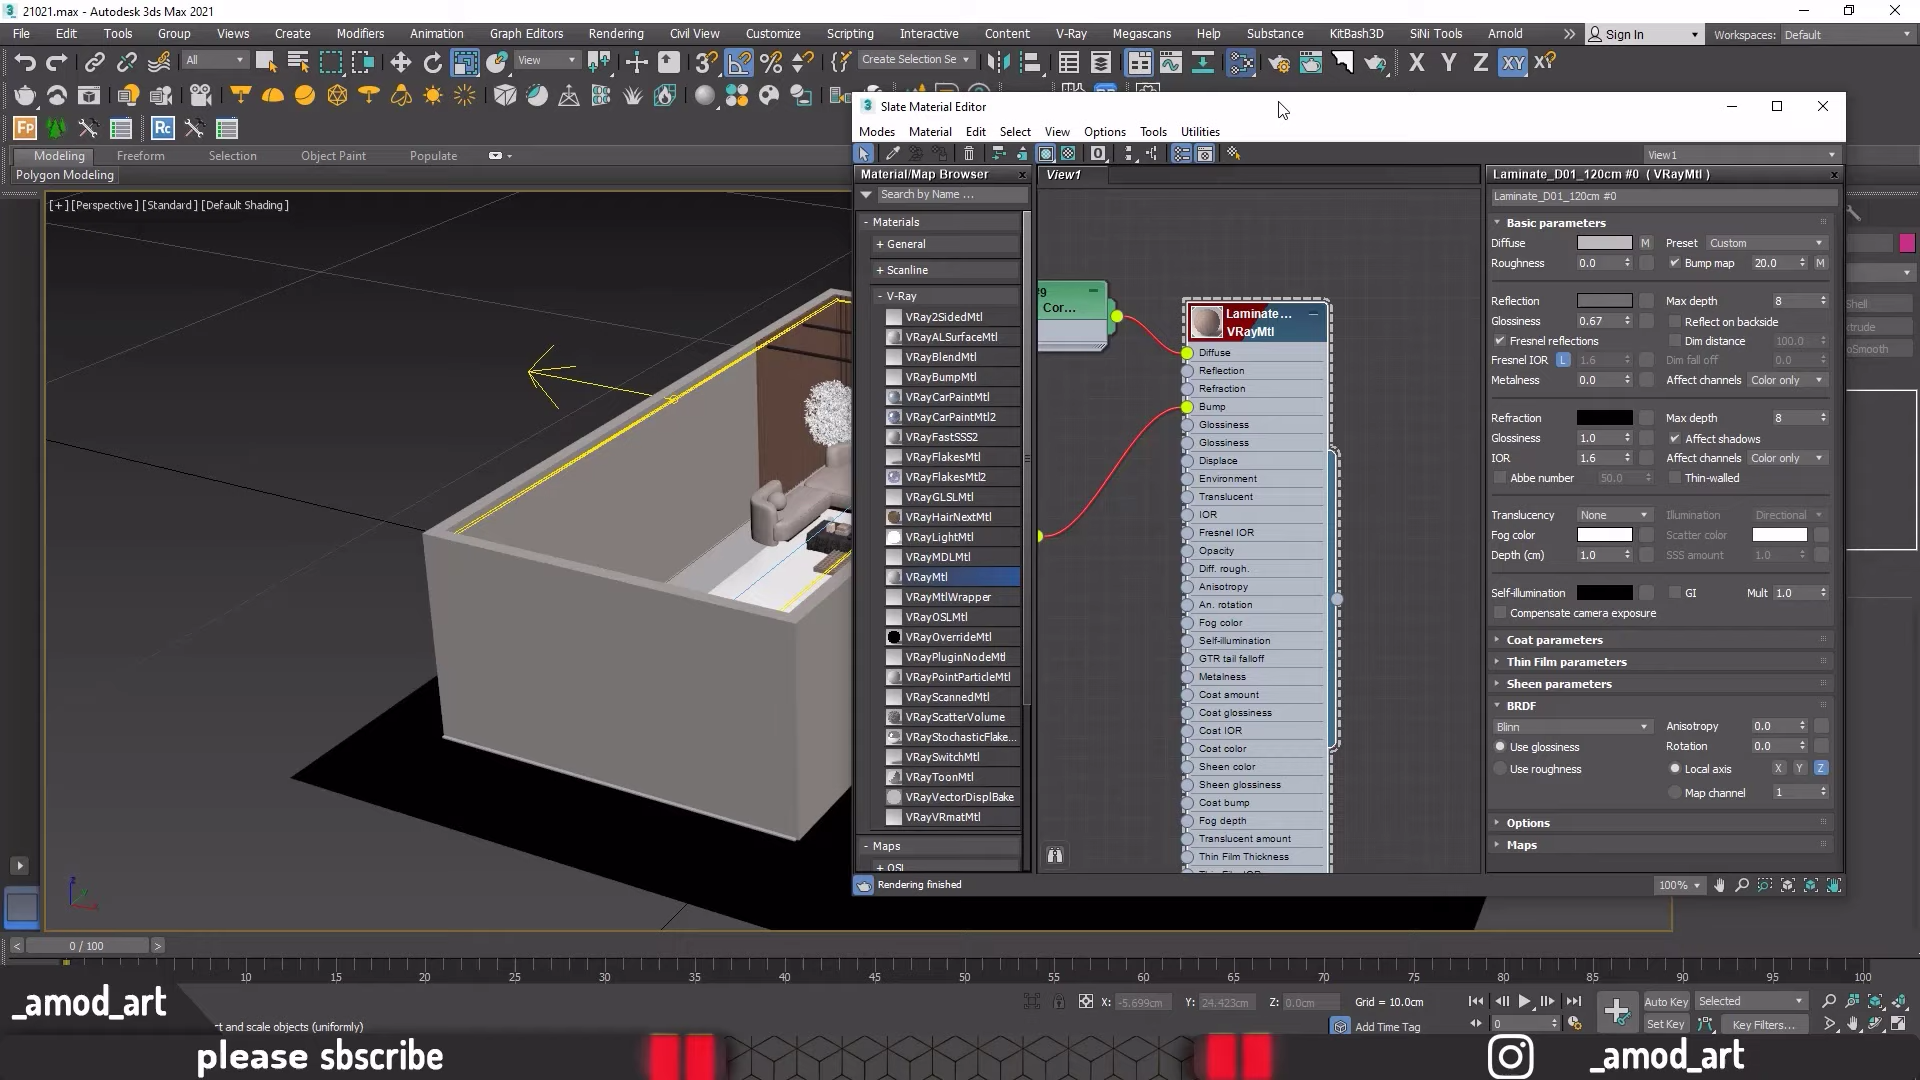 21021.max - Autodesk 3ds Max 2021
File Edit Tools Group Views Create Modifiers Animation Graph Editors Rendering Civil View Customize Scripting Interactive Content V-Ray Megascans Help Substance KitBash3D SiNi Tools Arnold Sign In Workspaces: Default
All View Create Selection Se X Y Z XY
Fp Rc
Modeling Freeform Selection Object Paint Populate
Polygon Modeling
[+] [Perspective ] [Standard ] [Default Shading ]
Slate Material Editor
Modes Material Edit Select View Options Tools Utilities
View1
Material/Map Browser
Search by Name ...
- Materials
+ General
+ Scanline
- V-Ray
VRay2SidedMtl
VRayALSurfaceMtl
VRayBlendMtl
VRayBumpMtl
VRayCarPaintMtl
VRayCarPaintMtl2
VRayFastSSS2
VRayFlakesMtl
VRayFlakesMtl2
VRayGLSLMtl
VRayHairNextMtl
VRayLightMtl
VRayMDLMtl
VRayMtl
VRayMtlWrapper
VRayOSLMtl
VRayOverrideMtl
VRayPluginNodeMtl
VRayPointParticleMtl
VRayScannedMtl
VRayScatterVolume
VRayStochasticFlake...
VRaySwitchMtl
VRayToonMtl
VRayVectorDisplBake
VRayVRmatMtl
- Maps
+ OSL
View1
#9
Cor...
Laminate...
VRayMtl
Diffuse
Reflection
Refraction
Bump
Glossiness
Glossiness
Displace
Environment
Translucent
IOR
Fresnel IOR
Opacity
Diff. rough.
Anisotropy
An. rotation
Fog color
Self-illumination
GTR tail falloff
Metalness
Coat amount
Coat glossiness
Coat IOR
Coat color
Sheen color
Sheen glossiness
Coat bump
Fog depth
Translucent amount
Thin Film Thickness
Laminate_D01_120cm #0 ( VRayMtl )
Laminate_D01_120cm #0
Basic parameters
Diffuse M Preset Custom
Roughness 0.0 Bump map 20.0 M
Reflection Max depth 8
Glossiness 0.67 Reflect on backside
Fresnel reflections Dim distance 100.0
Fresnel IOR L 1.6 Dim fall off 0.0
Metalness 0.0 Affect channels Color only
Refraction Max depth 8
Glossiness 1.0 Affect shadows
IOR 1.6 Affect channels Color only
Abbe number 50.0 Thin-walled
Translucency None Illumination Directional
Fog color Scatter color
Depth (cm) 1.0 SSS amount 1.0
Self-illumination GI Mult 1.0
Compensate camera exposure
Coat parameters
Thin Film parameters
Sheen parameters
BRDF
Blinn Anisotropy 0.0
Use glossiness Rotation 0.0
Use roughness Local axis X Y Z
Map channel 1
Options
Maps
Rendering finished
100%
0 / 100
10 15 20 25 30 35 40 45 50 55 60 65 70 75 80 85 90 95 100
X: -5.699cm Y: 24.423cm Z: 0.0cm Grid = 10.0cm
Auto Key Selected
Add Time Tag 0 Set Key Key Filters...
_amod_art
ct and scale objects (uniformly)
please sbscribe
_amod_art